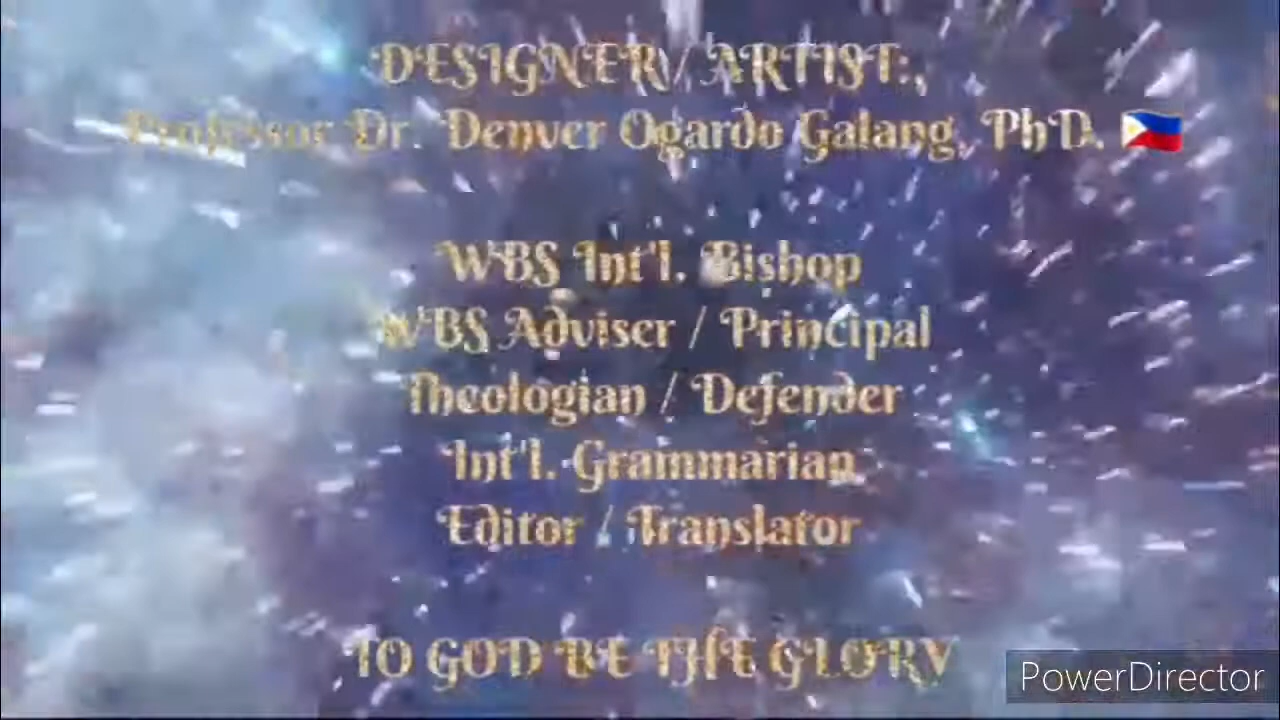 DESIGNER / ARTIST:,
Professor Dr. Denver Ogardo Galang, PhD. 🇵🇭
WBS Int'l. Bishop
WBS Adviser / Principal
Theologian / Defender
Int'l. Grammarian,
Editor / Translator
TO GOD BE THE GLORY
PowerDirector